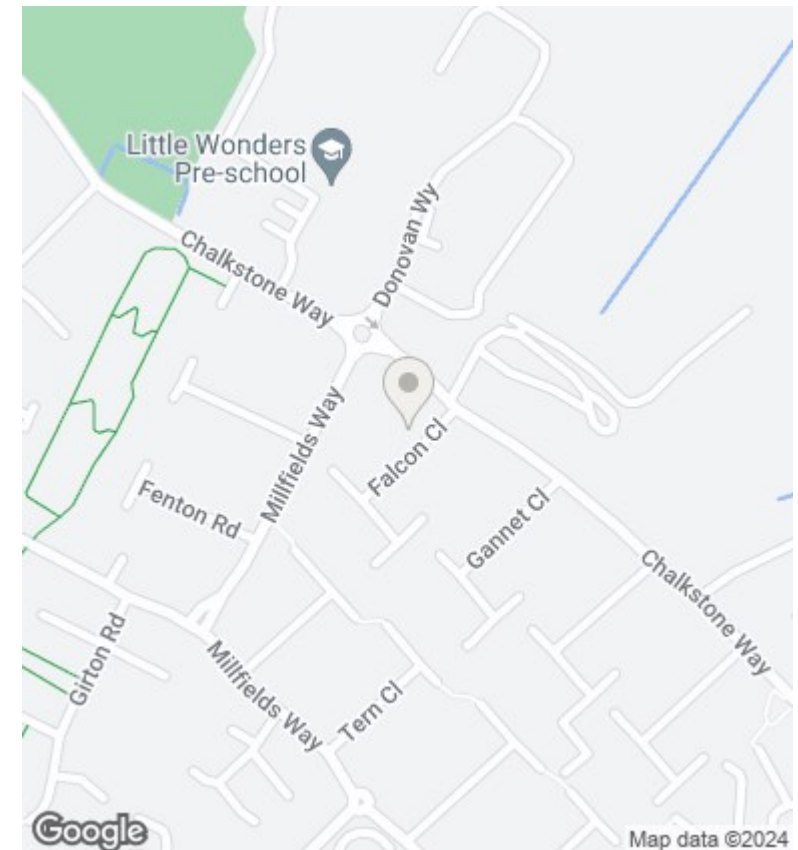 Little Wonders
Pre-school
Donovan Wy
Chalkstone Way
Millfields Way
Falcon Cl
Fenton Rd
Gannet Cl
Chalkstone Way
Girton Rd
Millfields Way
Tern Cl
Google
Map data ©2024